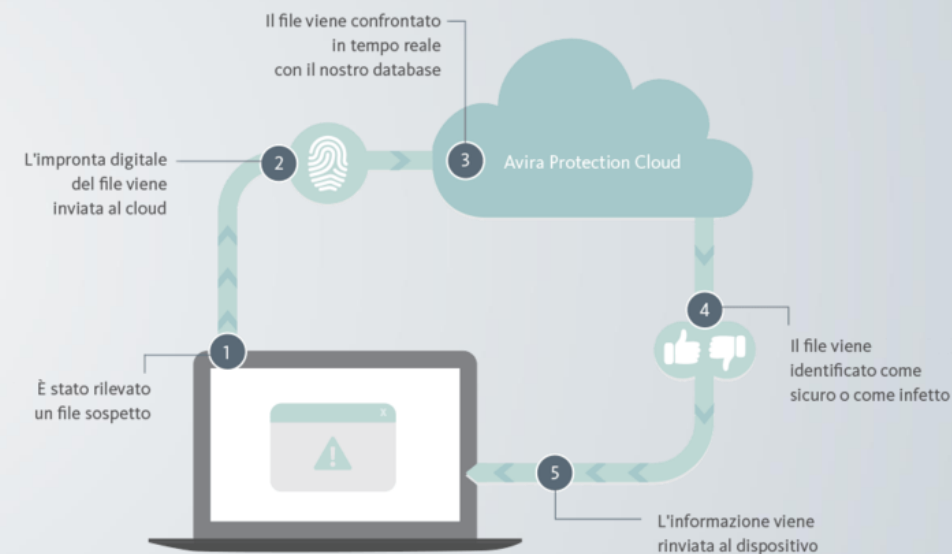 Il file viene confrontato
in tempo reale
con il nostro database
2
L'impronta digitale
del file viene
inviata al cloud
3
Avira Protection Cloud
4
Il file viene
identificato come
sicuro o come infetto
1
È stato rilevato
un file sospetto
X
!
5
L'informazione viene
rinviata al dispositivo